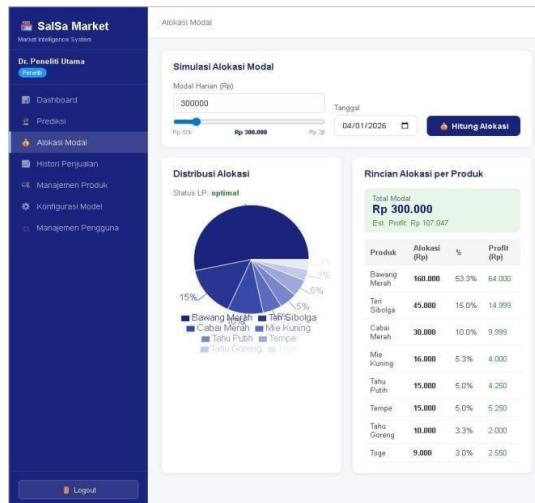 SalSa Market
Market Intelligence System
Dr. Peneliti Utama
Peneliti
Dashboard
Prediksi
Alokasi Modal
Histori Penjualan
Manajemen Produk
Konfigurasi Model
Manajemen Pengguna
Logout
Alokasi Modal
Simulasi Alokasi Modal
Modal Harian (Rp)
300000
Rp 50k Rp 300.000
Tanggal
04/01/2026
Hitung Alokasi
Distribusi Alokasi
Status LP: optimal
15%
5%
5%
Bawang Merah Teri Sibolga
Cabai Merah Mie Kuning
Tahu Putih Tempe
Tahu Goreng Toge
Rincian Alokasi per Produk
Total Modal
Rp 300.000
Est. Profit: Rp 107.047
Produk Alokasi (Rp) % Profit (Rp)
Bawang Merah 160.000 53.3% 64.000
Teri Sibolga 45.000 15.0% 14.999
Cabai Merah 30.000 10.0% 9.999
Mie Kuning 16.000 5.3% 4.000
Tahu Putih 15.000 5.0% 4.250
Tempe 15.000 5.0% 5.250
Tahu Goreng 10.000 3.3% 2.000
Toge 9.000 3.0% 2.550